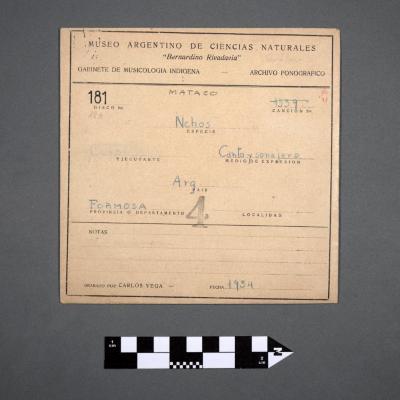 MUSEO ARGENTINO DE CIENCIAS NATURALES
"Bernardino Rivadavia"
GABINETE DE MUSICOLOGIA INDIGENA — ARCHIVO FONOGRAFICO
MATACO
181
DISCO No.
CANCION No.
Nchos
ESPECIE
Canto y sonajero
EJECUTANTE
MEDIO DE EXPRESION
Arg.
PAIS
FORMOSA
PROVINCIA O DEPARTAMENTO
4
LOCALIDAD
NOTAS
GRABADO POR CARLOS VEGA —
FECHA 1934